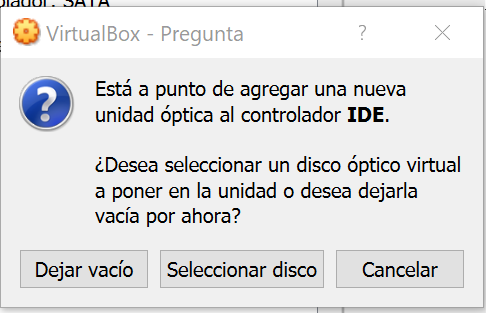 olador: SATA
VirtualBox - Pregunta
Está a punto de agregar una nueva
unidad óptica al controlador IDE.
¿Desea seleccionar un disco óptico virtual
a poner en la unidad o desea dejarla
vacía por ahora?
Dejar vacío Seleccionar disco Cancelar